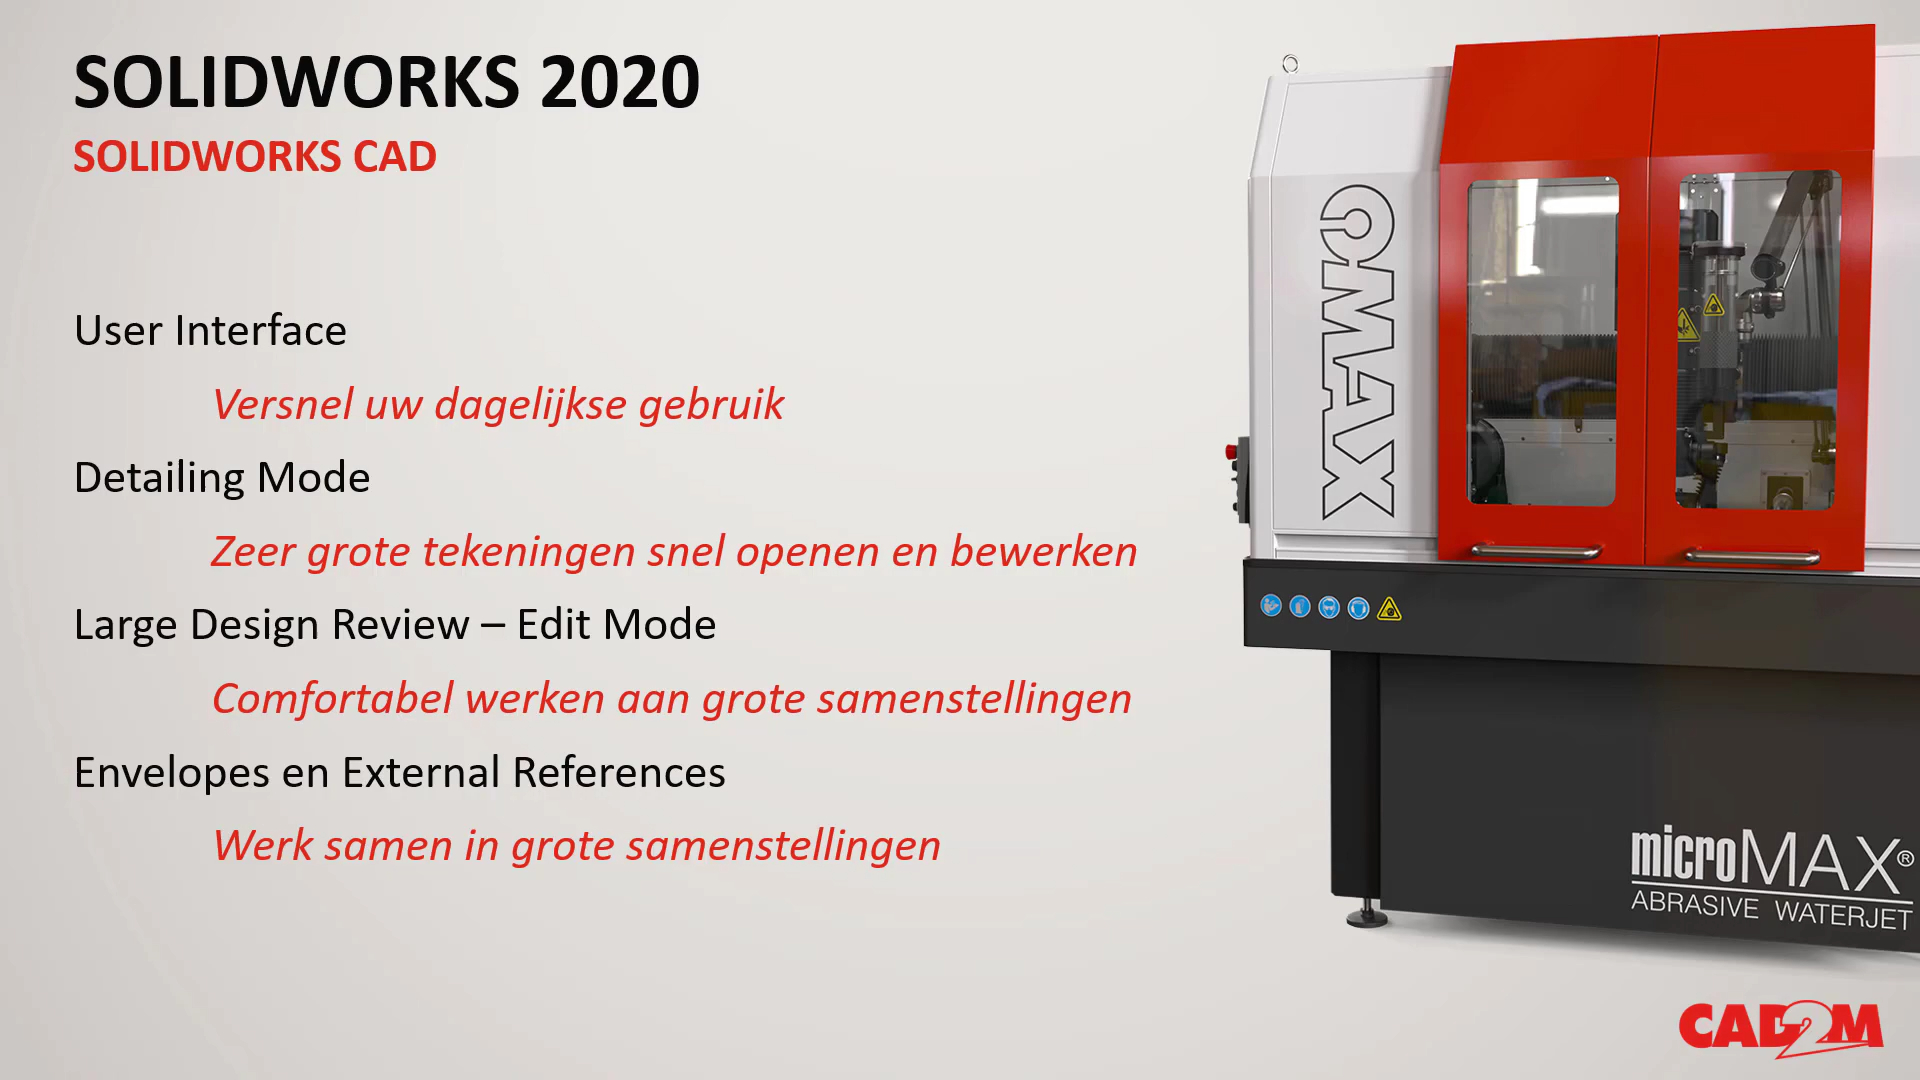 SOLIDWORKS 2020
SOLIDWORKS CAD
User Interface
Versnel uw dagelijkse gebruik
Detailing Mode
Zeer grote tekeningen snel openen en bewerken
Large Design Review – Edit Mode
Comfortabel werken aan grote samenstellingen
Envelopes en External References
Werk samen in grote samenstellingen
OMAX
microMAX®
ABRASIVE WATERJET
CAD2M